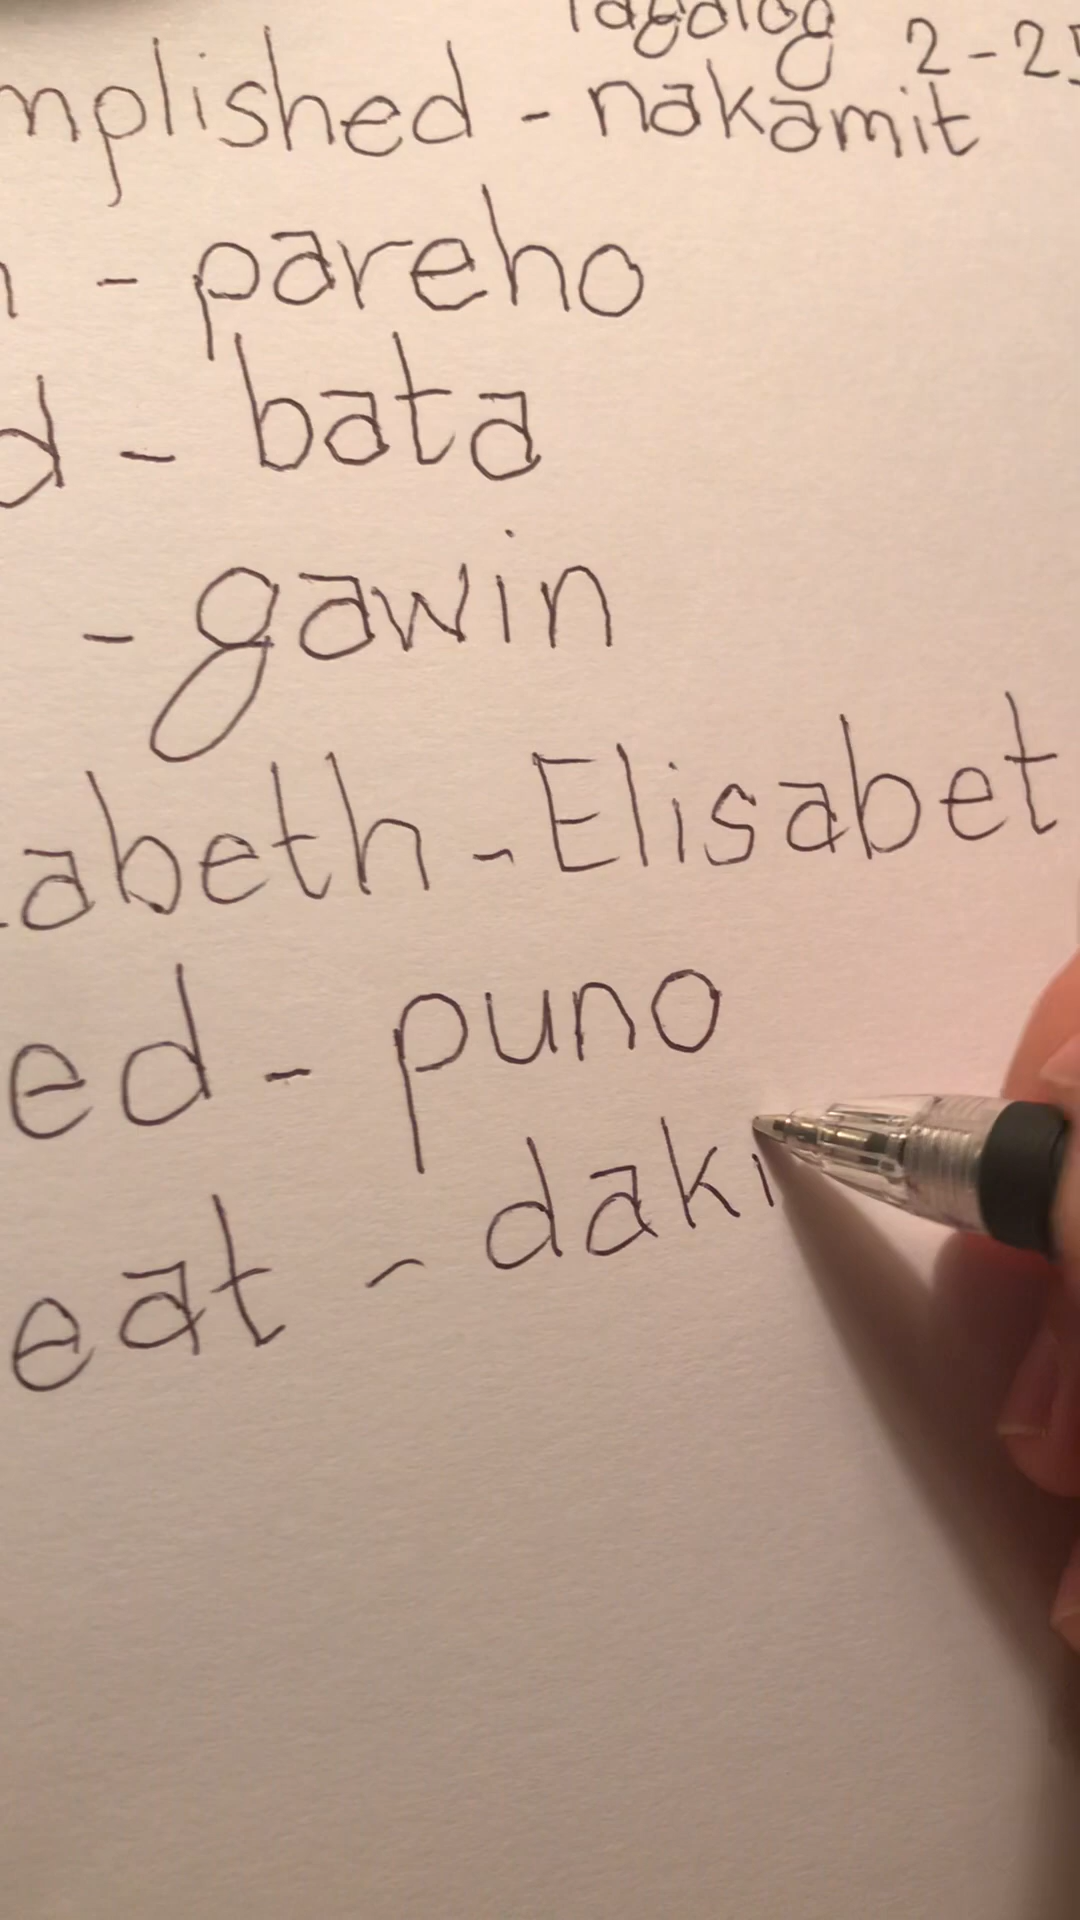 Tagalog 2-25
mplished - nakamit
- pareho
d - bata
- gawin
abeth - Elisabet
ed - puno
eat - daki